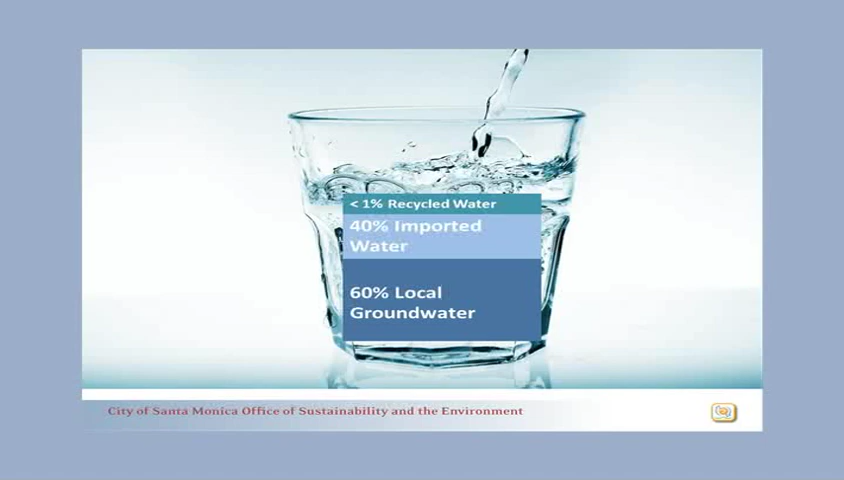 < 1% Recycled Water
40% Imported
Water
60% Local
Groundwater
City of Santa Monica Office of Sustainability and the Environment